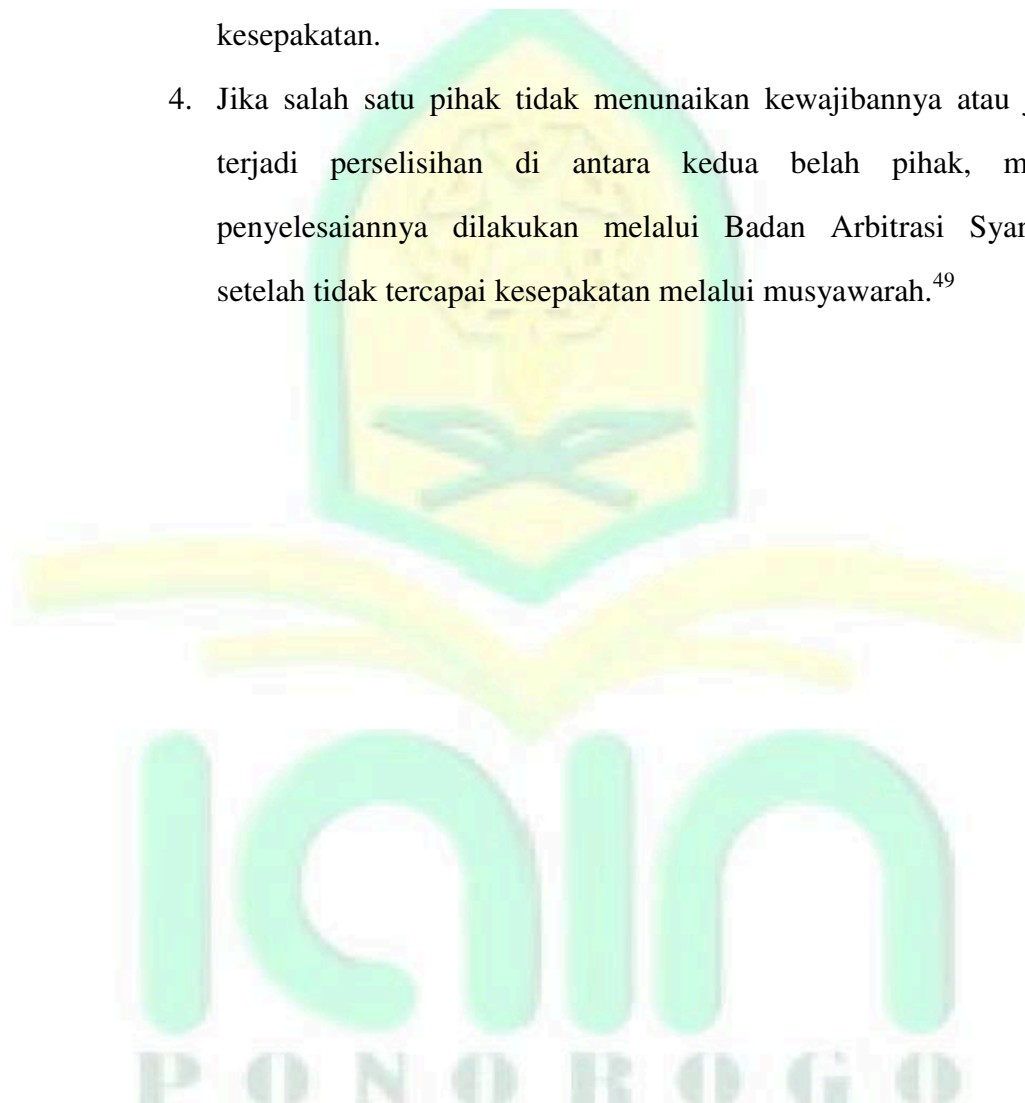 kesepakatan.
4. Jika salah satu pihak tidak menunaikan kewajibannya atau
terjadi perselisihan di antara kedua belah pihak,
penyelesaiannya dilakukan melalui Badan Arbitrasi
setelah tidak tercapai kesepakatan melalui musyawarah.49
iain
PONOROGO